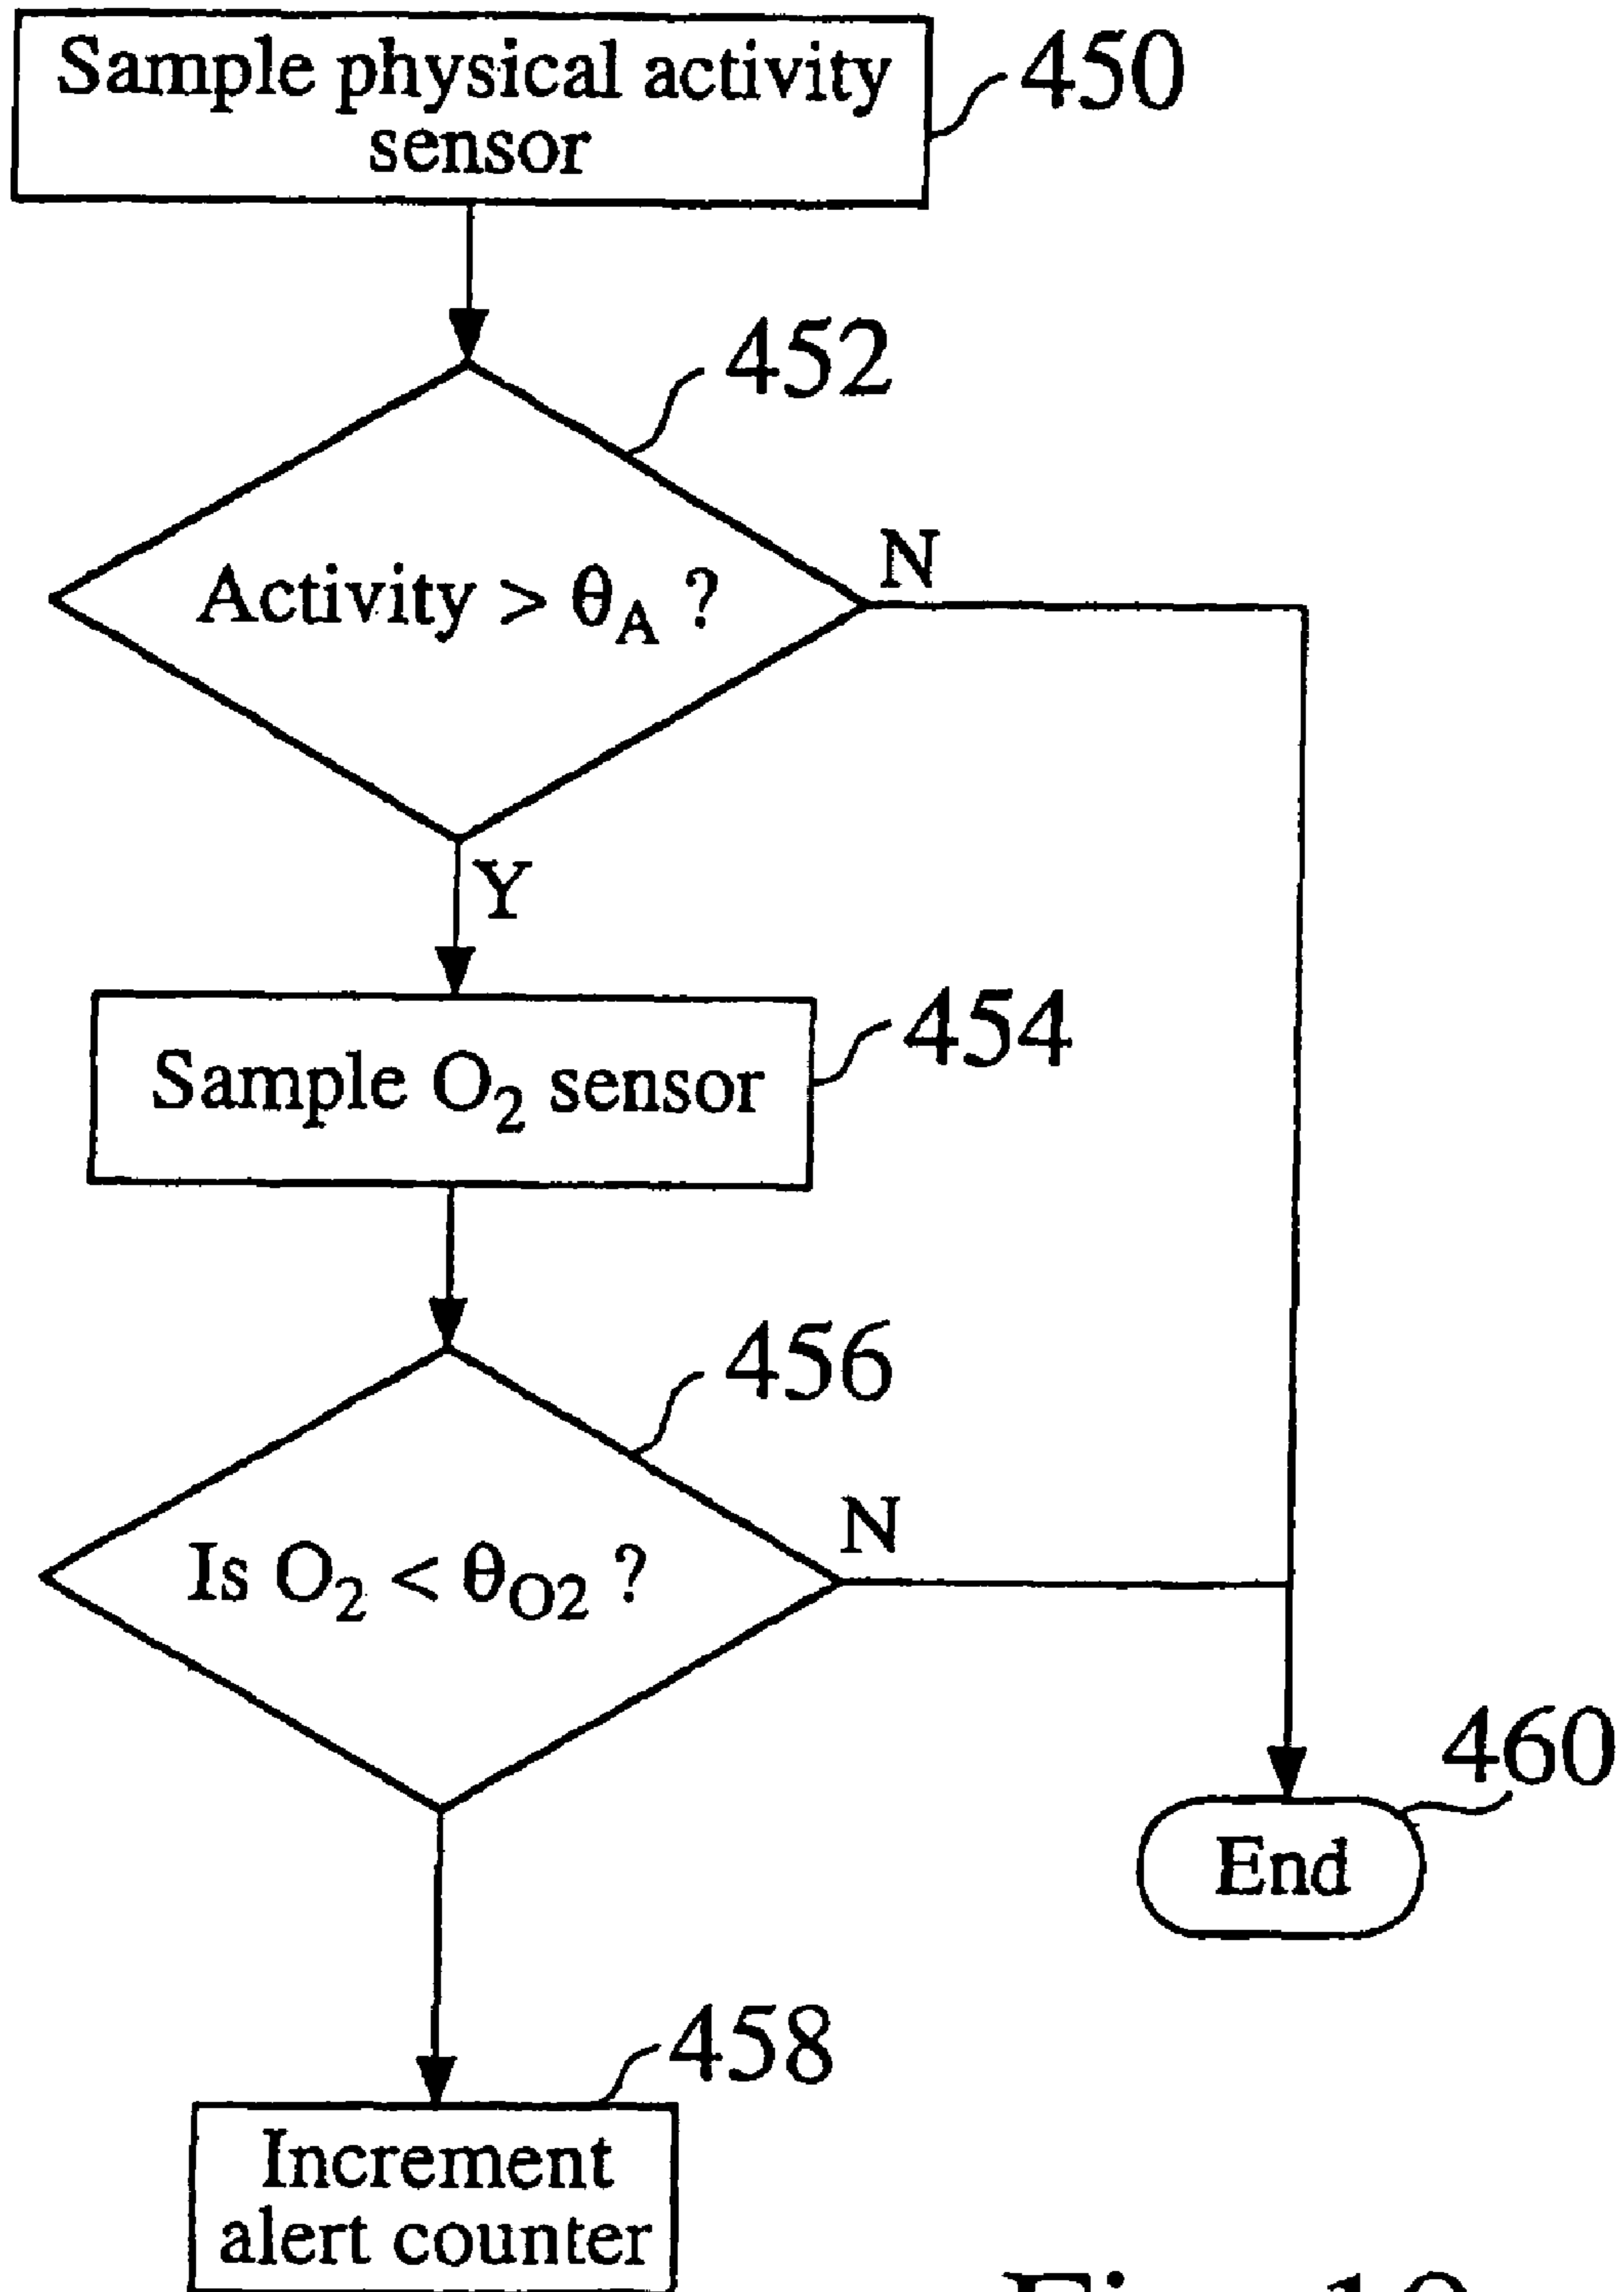 Sample physical activity
sensor
450
452
Activity > θA ?
N
Y
Sample O2 sensor
454
456
Is O2 < θO2 ?
N
460
End
458
Increment
alert counter